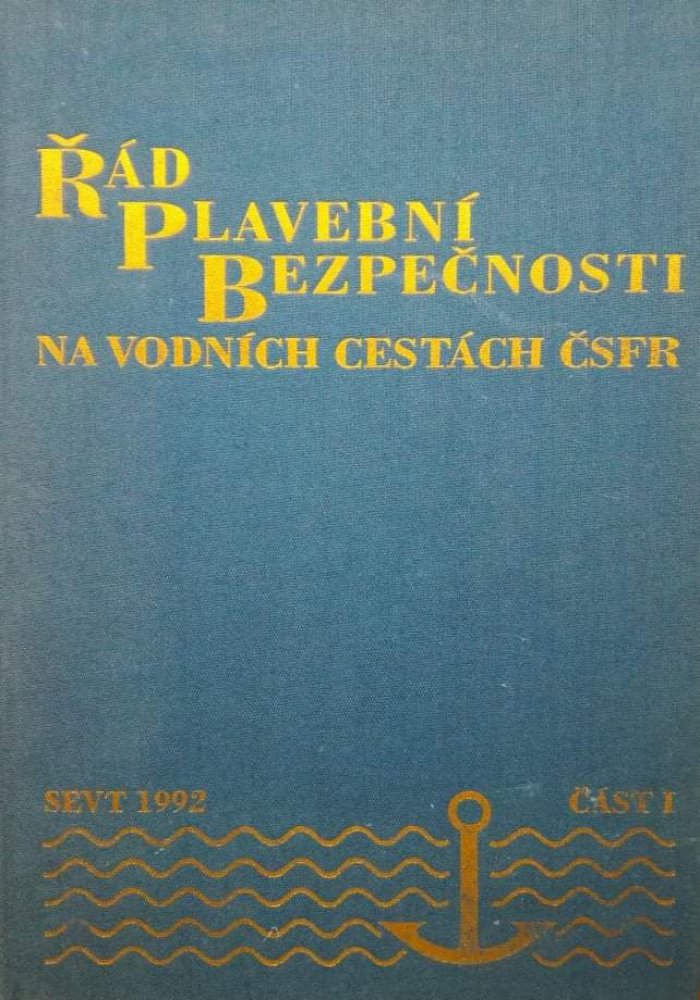 ŘÁD
PLAVEBNÍ
BEZPEČNOSTI
NA VODNÍCH CESTÁCH ČSFR
SEVT 1992 ČÁST I